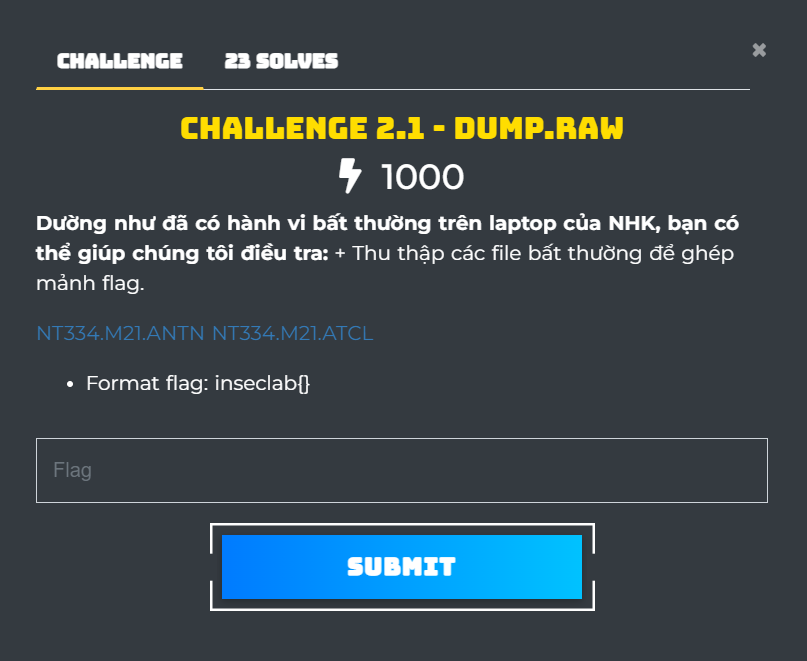 CHALLENGE 23 SOLVES
✖
CHALLENGE 2.1 - DUMP.RAW
1000
Dường như đã có hành vi bất thường trên laptop của NHK, bạn có
thể giúp chúng tôi điều tra: + Thu thập các file bất thường để ghép
mảnh flag.
NT334.M21.ANTN NT334.M21.ATCL
• Format flag: inseclab{}
Flag
SUBMIT